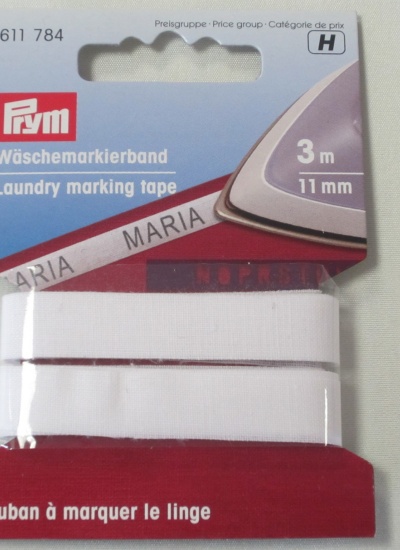 611 784
Preisgruppe · Price group · Catégorie de prix
H
Prym
Wäschemarkierband
Laundry marking tape
3 m
11 mm
MARIA
ARIA
uban à marquer le linge